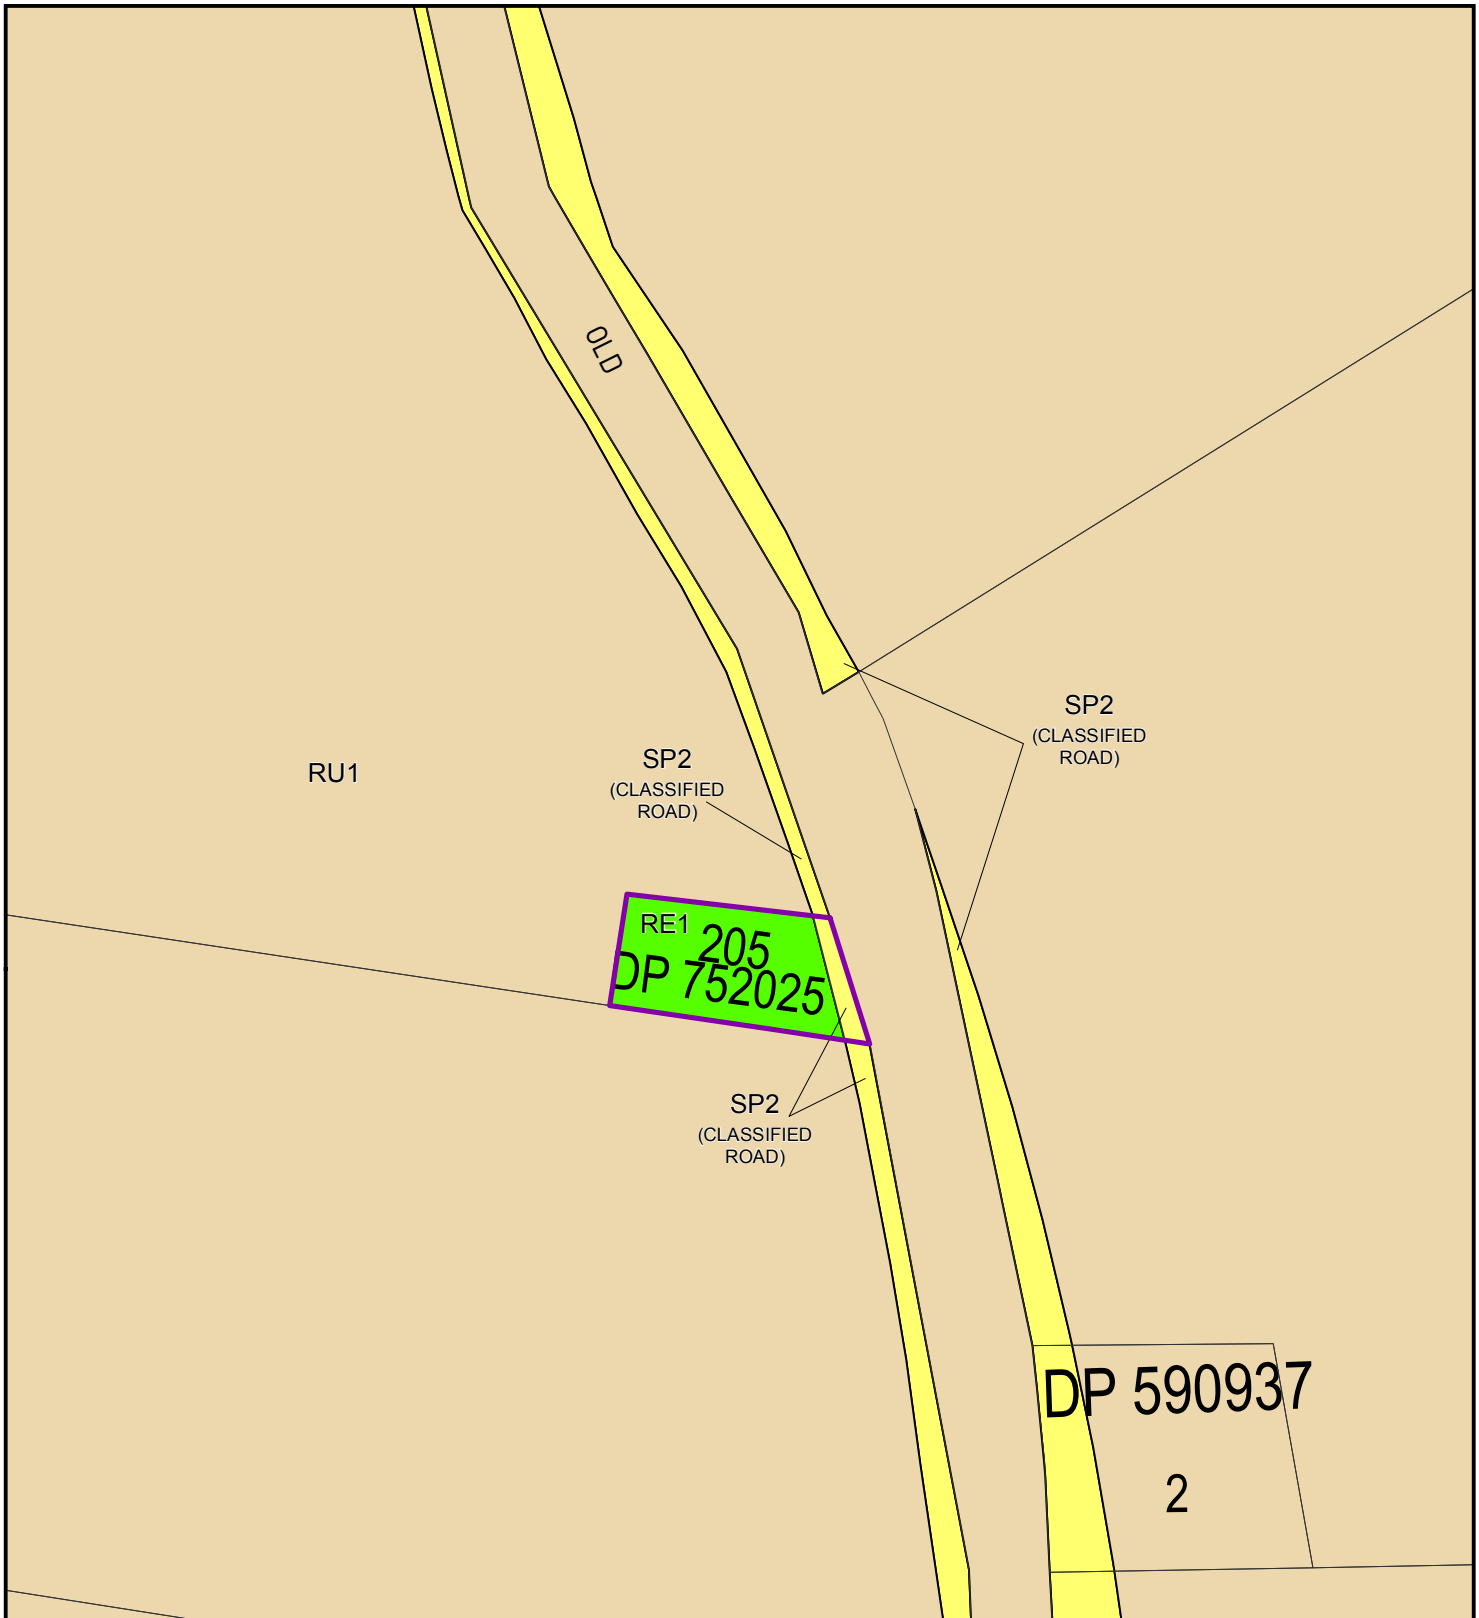 OLD
SP2
(CLASSIFIED
ROAD)
SP2
(CLASSIFIED
ROAD)
RU1
RE1
205
DP 752025
SP2
(CLASSIFIED
ROAD)
DP 590937
2